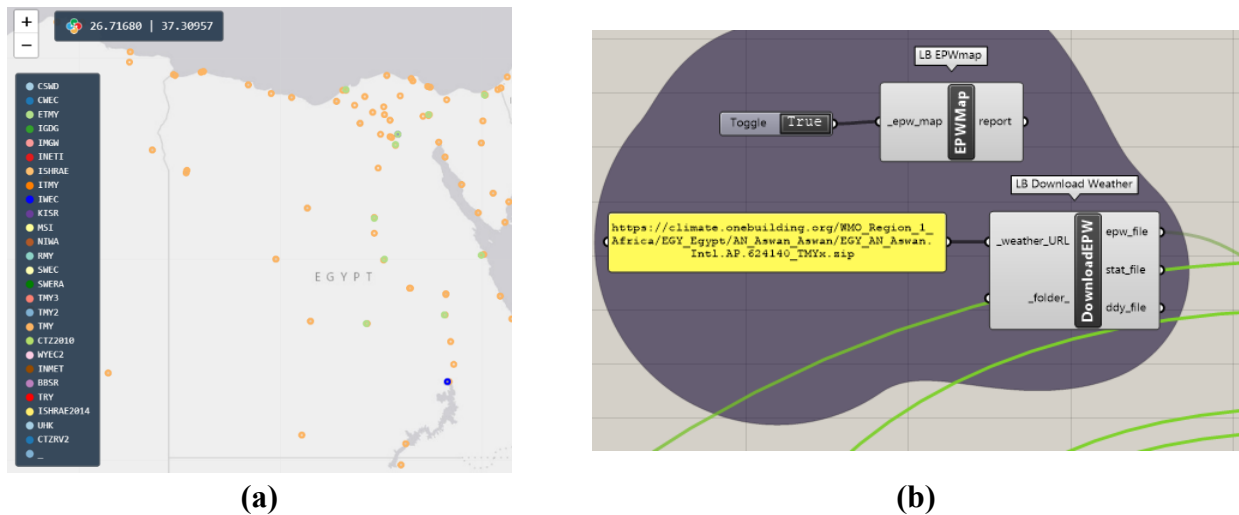 +
−
26.71680 | 37.30957
CSWD
CWEC
ETMY
IGDG
IMGW
INETI
ISHRAE
ITMY
IWEC
KISR
MSI
NIWA
RMY
SWEC
SWERA
TMY3
TMY2
TMY
CTZ2010
WYEC2
INMET
BBSR
TRY
ISHRAE2014
UHK
CTZRV2
_
EGYPT
(a)
LB EPWmap
Toggle True
_epw_map
EPWMap
report
LB Download Weather
https://climate.onebuilding.org/WMO_Region_1_
Africa/EGY_Egypt/AN_Aswan_Aswan/EGY_AN_Aswan.
Intl.AP.624140_TMYx.zip
_weather_URL
_folder_
DownloadEPW
epw_file
stat_file
ddy_file
(b)